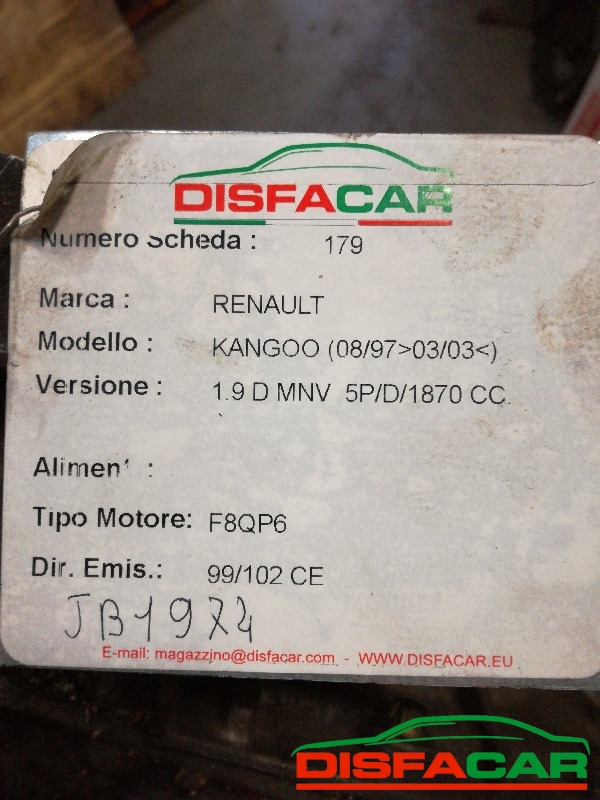 DISFACAR
Numero Scheda : 179
Marca : RENAULT
Modello : KANGOO (08/97>03/03<)
Versione : 1.9 D MNV 5P/D/1870 CC.
Aliment :
Tipo Motore: F8QP6
Dir. Emis.: 99/102 CE
JB1974
E-mail: magazzino@disfacar.com - WWW.DISFACAR.EU
DISFACAR